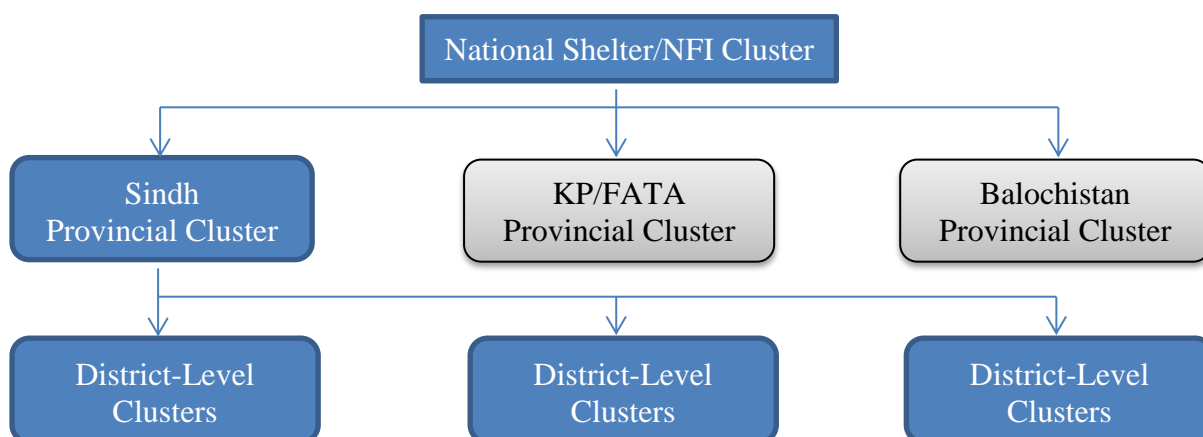 National Shelter/NFI Cluster
Sindh
Provincial Cluster
KP/FATA
Provincial Cluster
Balochistan
Provincial Cluster
District-Level
Clusters
District-Level
Clusters
District-Level
Clusters